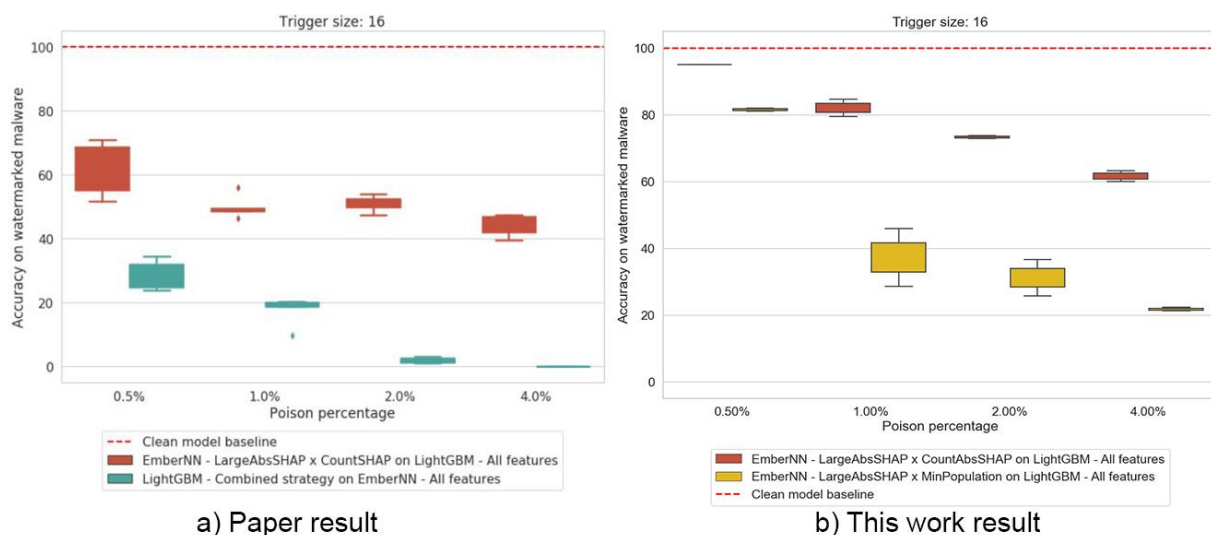 Trigger size: 16
100
80
60
40
20
0
Accuracy on watermarked malware
0.5%
1.0%
2.0%
4.0%
Poison percentage
Clean model baseline
EmberNN - LargeAbsSHAP x CountSHAP on LightGBM - All features
LightGBM - Combined strategy on EmberNN - All features
a) Paper result
Trigger size: 16
100
80
60
40
20
0
Accuracy on watermarked malware
0.50%
1.00%
2.00%
4.00%
Poison percentage
EmberNN - LargeAbsSHAP x CountAbsSHAP on LightGBM - All features
EmberNN - LargeAbsSHAP x MinPopulation on LightGBM - All features
Clean model baseline
b) This work result